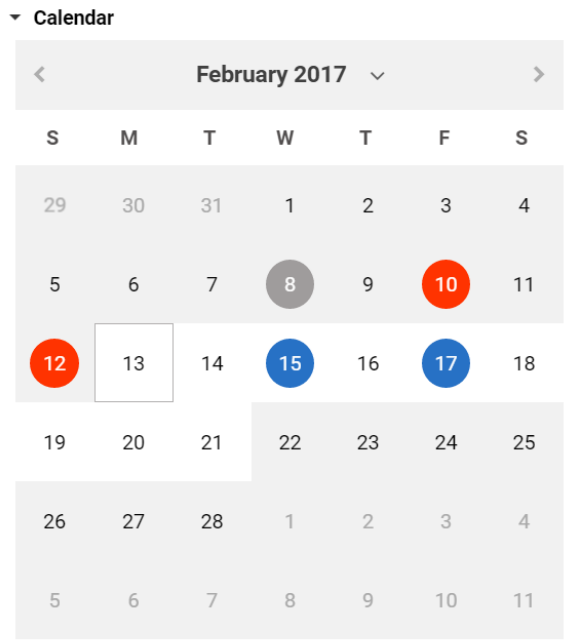 Calendar
February 2017
S M T W T F S
29 30 31 1 2 3 4
5 6 7 8 9 10 11
12 13 14 15 16 17 18
19 20 21 22 23 24 25
26 27 28 1 2 3 4
5 6 7 8 9 10 11